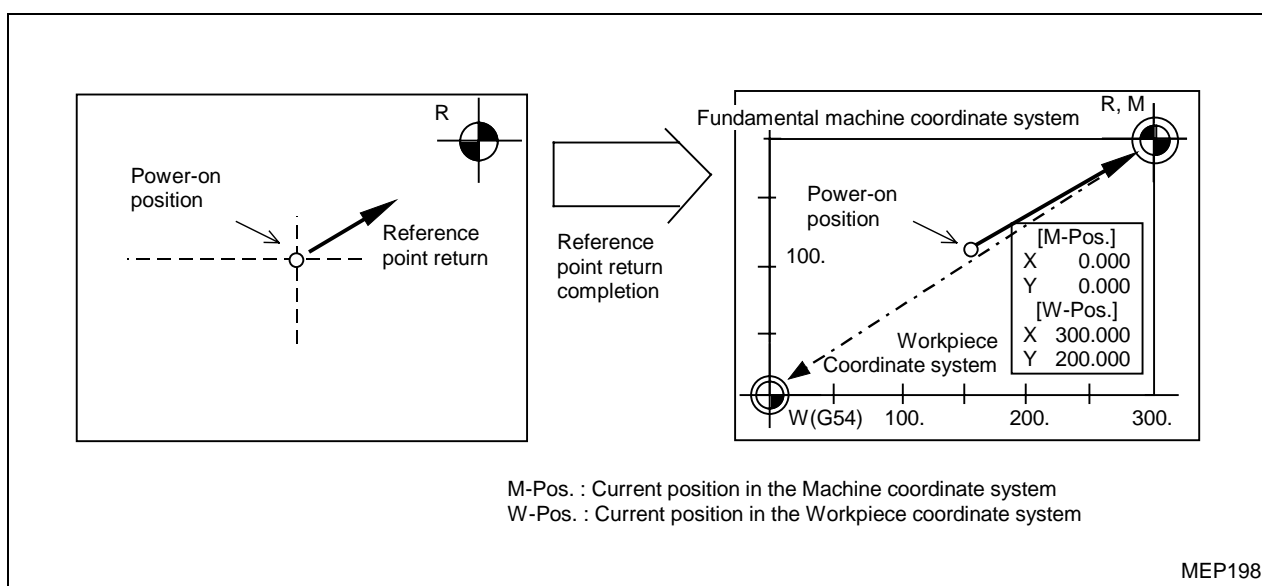 R
Power-on
position
Reference
point return
Reference
point return
completion
R, M
Fundamental machine coordinate system
Power-on
position
100.
[M-Pos.]
X 0.000
Y 0.000
[W-Pos.]
X 300.000
Y 200.000
Workpiece
Coordinate system
W(G54) 100. 200. 300.
M-Pos. : Current position in the Machine coordinate system
W-Pos. : Current position in the Workpiece coordinate system
MEP198